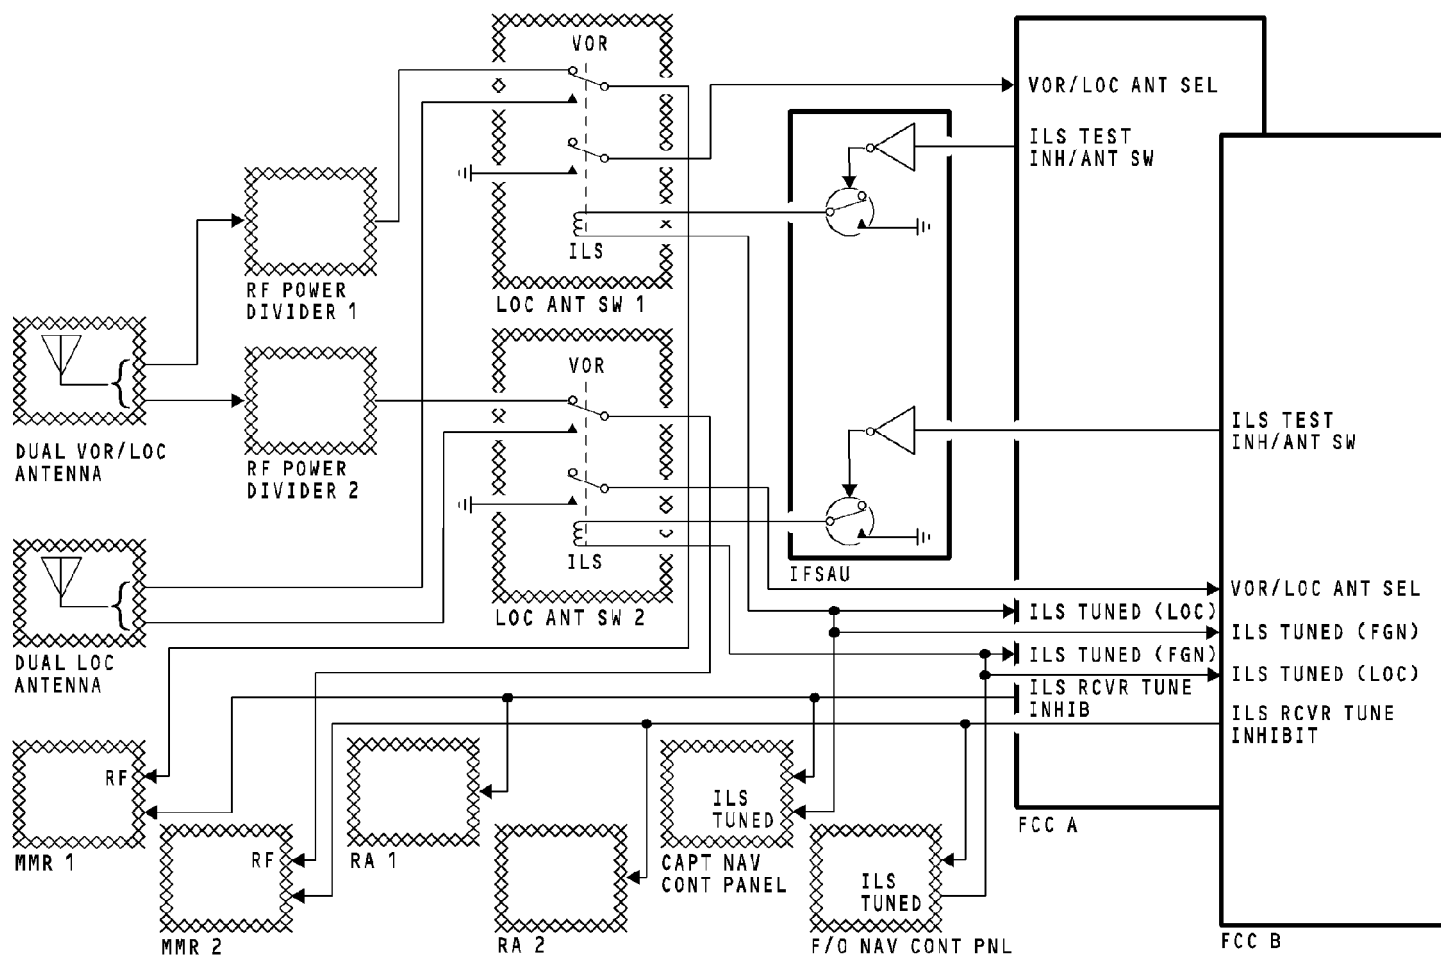 VOR
VOR/LOC ANT SEL
ILS TEST
INH/ANT SW
ILS
RF POWER
DIVIDER 1
LOC ANT SW 1
VOR
DUAL VOR/LOC
ANTENNA
RF POWER
DIVIDER 2
ILS TEST
INH/ANT SW
ILS
IFSAU
LOC ANT SW 2
VOR/LOC ANT SEL
ILS TUNED (LOC)
ILS TUNED (FGN)
ILS TUNED (FGN)
ILS TUNED (LOC)
DUAL LOC
ANTENNA
ILS RCVR TUNE
INHIB
ILS RCVR TUNE
INHIBIT
RF
MMR 1
RF
MMR 2
RA 1
RA 2
ILS
TUNED
CAPT NAV
CONT PANEL
ILS
TUNED
F/O NAV CONT PNL
FCC A
FCC B